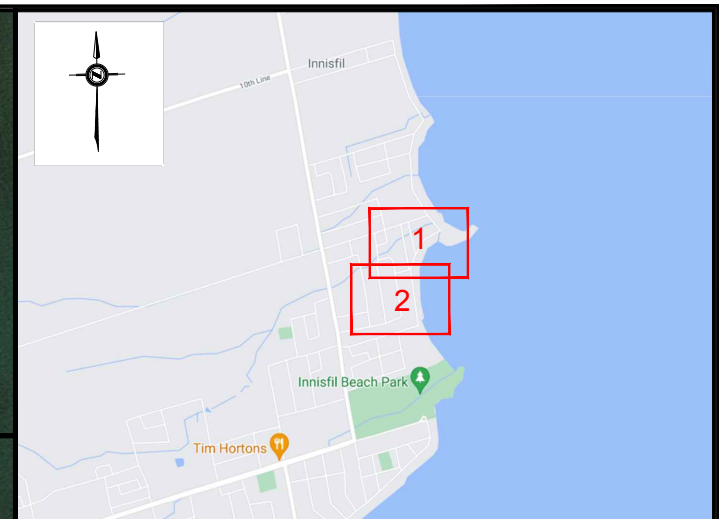 Innisfil
10th Line
N
1
2
Innisfil Beach Park
Tim Hortons